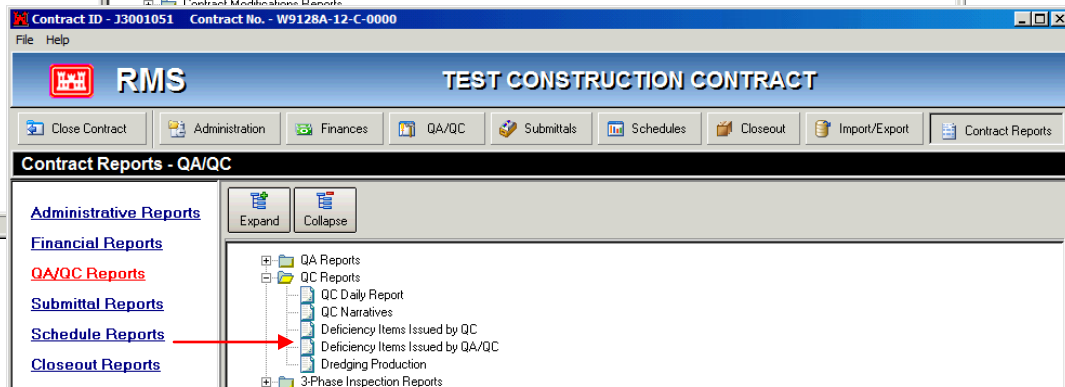 Contract Modifications Reports
Contract ID - J3001051 Contract No. - W9128A-12-C-0000
File Help
RMS TEST CONSTRUCTION CONTRACT
Close Contract Administration Finances QA/QC Submittals Schedules Closeout Import/Export Contract Reports
Contract Reports - QA/QC
Administrative Reports
Financial Reports
QA/QC Reports
Submittal Reports
Schedule Reports
Closeout Reports
Expand Collapse
QA Reports
QC Reports
QC Daily Report
QC Narratives
Deficiency Items Issued by QC
Deficiency Items Issued by QA/QC
Dredging Production
3-Phase Inspection Reports